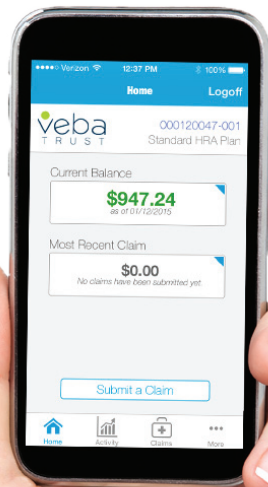 Verizon 12:37 PM 100%
Home Logoff
veba
TRUST
000120047-001
Standard HRA Plan
Current Balance
$947.24
as of 01/12/2015
Most Recent Claim
$0.00
No claims have been submitted yet
Submit a Claim
Home Activity Claims More